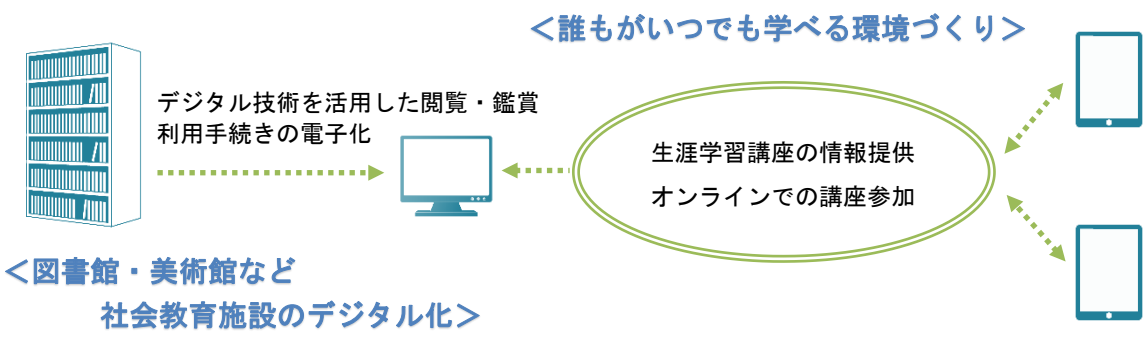 ＜誰もがいつでも学べる環境づくり＞
デジタル技術を活用した閲覧・鑑賞
利用手続きの電子化
生涯学習講座の情報提供
オンラインでの講座参加
＜図書館・美術館など
社会教育施設のデジタル化＞